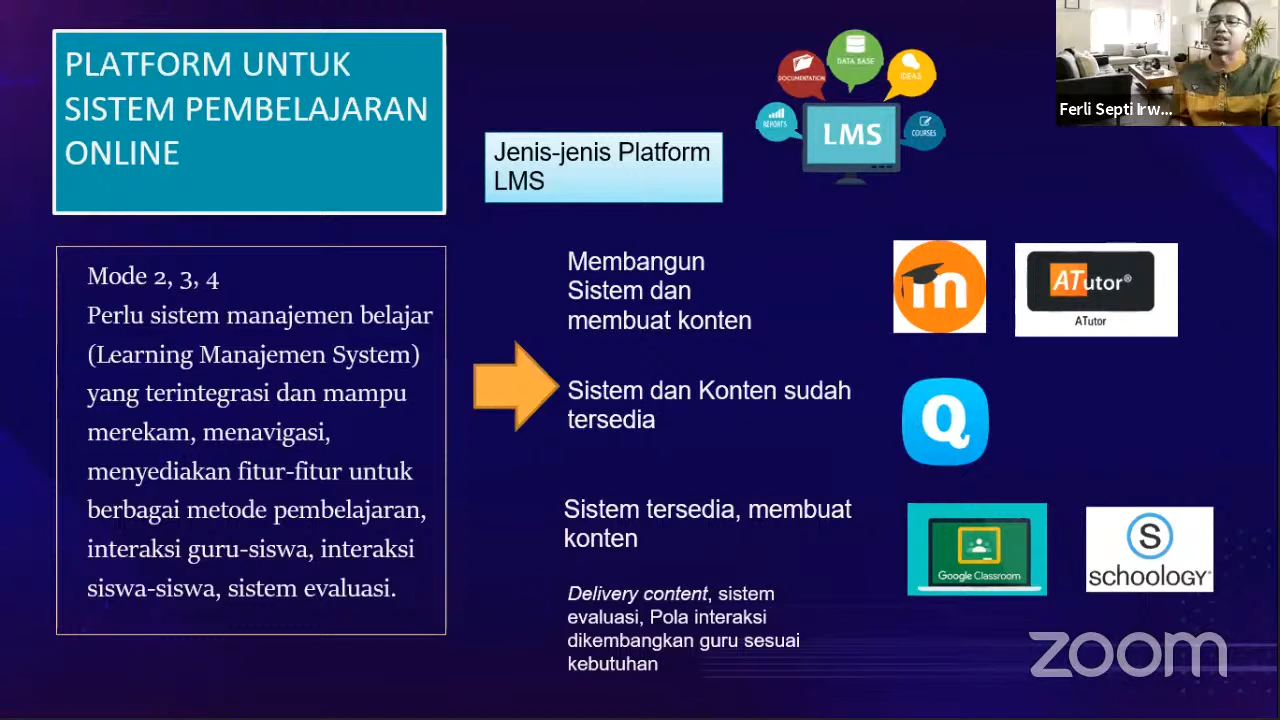 PLATFORM UNTUK
SISTEM PEMBELAJARAN
ONLINE
Jenis-jenis Platform
LMS
DOCUMENTATION
DATA BASE
IDEAS
REPORTS
LMS
COURSES
Ferli Septi Irw...
Mode 2, 3, 4
Perlu sistem manajemen belajar
(Learning Manajemen System)
yang terintegrasi dan mampu
merekam, menavigasi,
menyediakan fitur-fitur untuk
berbagai metode pembelajaran,
interaksi guru-siswa, interaksi
siswa-siswa, sistem evaluasi.
Membangun
Sistem dan
membuat konten
m
ATutor®
ATutor
Sistem dan Konten sudah
tersedia
Q
Sistem tersedia, membuat
konten
Google Classroom
S
schoology®
Delivery content, sistem
evaluasi, Pola interaksi
dikembangkan guru sesuai
kebutuhan
zoom